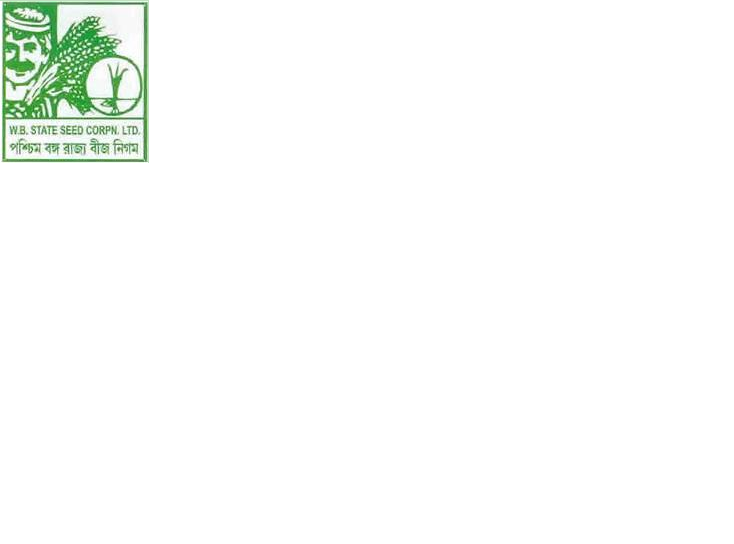 W.B. STATE SEED CORPN. LTD.
পশ্চিম বঙ্গ রাজ্য বীজ নিগম